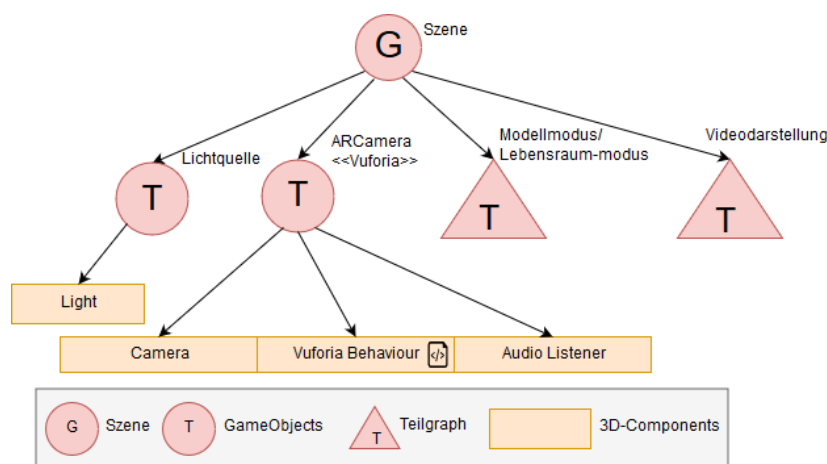 Szene
G
Lichtquelle
ARCamera
<<Vuforia>>
Modellmodus/
Lebensraum-modus
Videodarstellung
T
T
T
T
Light
Camera
Vuforia Behaviour </>
Audio Listener
G Szene
T GameObjects
T Teilgraph
3D-Components